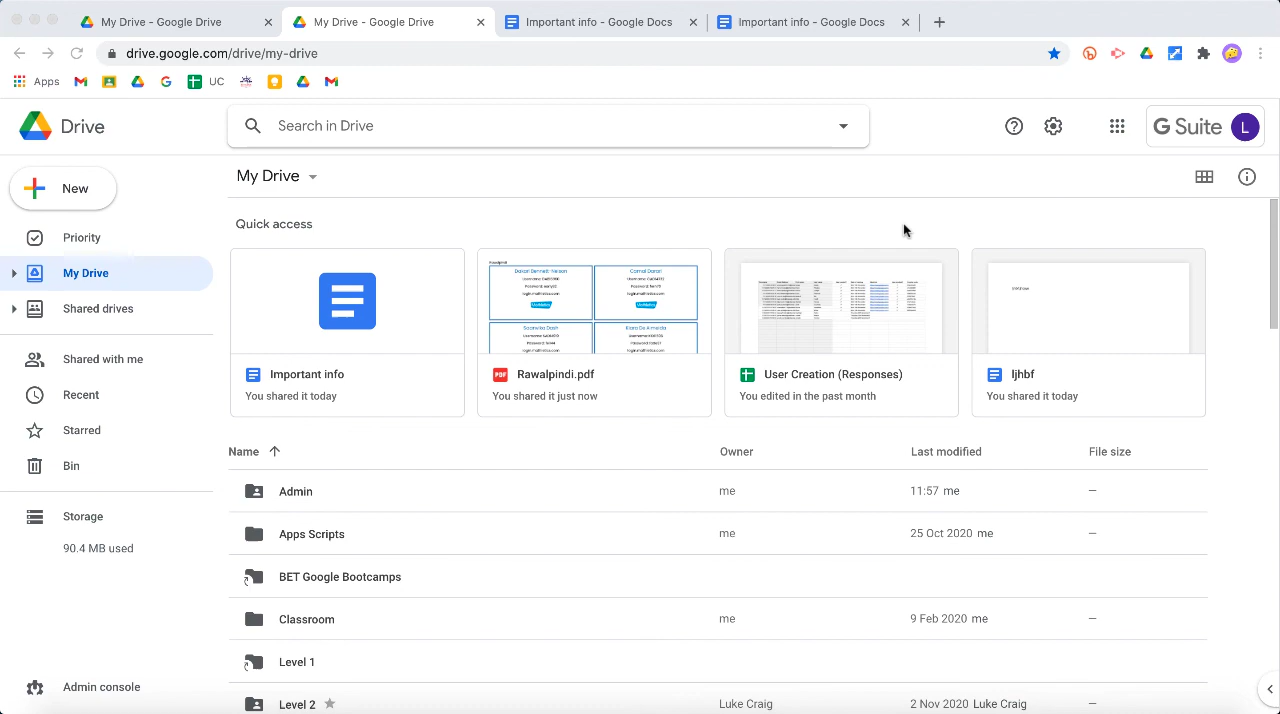 My Drive - Google Drive
My Drive - Google Drive
Important info - Google Docs
Important info - Google Docs
drive.google.com/drive/my-drive
Apps
UC
Drive
Search in Drive
G Suite
L
New
My Drive
Priority
My Drive
Shared drives
Shared with me
Recent
Starred
Bin
Storage
90.4 MB used
Admin console
Quick access
Important info
You shared it today
Rawalpindi.pdf
You shared it just now
User Creation (Responses)
You edited in the past month
ljhbf
You shared it today
Name
Owner
Last modified
File size
Admin
me
11:57 me
—
Apps Scripts
me
25 Oct 2020 me
—
BET Google Bootcamps
Classroom
me
9 Feb 2020 me
—
Level 1
Level 2
Luke Craig
2 Nov 2020 Luke Craig
—